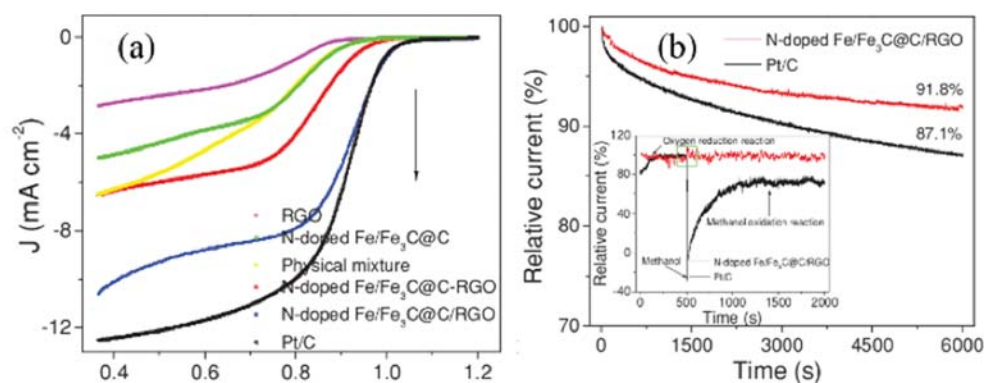 (a)
0
-4
-8
-12
J (mA cm⁻²)
0.4 0.6 0.8 1.0 1.2
RGO
N-doped Fe/Fe₃C@C
Physical mixture
N-doped Fe/Fe₃C@C-RGO
N-doped Fe/Fe₃C@C/RGO
Pt/C
(b)
100
95
90
85
70
Relative current (%)
N-doped Fe/Fe₃C@C/RGO
Pt/C
91.8%
87.1%
120
80
40
0
-40
Relative current (%)
Oxygen reduction reaction
Methanol oxidation reaction
Methanol
N-doped Fe/Fe₃C@C/RGO
Pt/C
0 500 1000 1500 2000
Time (s)
0 1500 3000 4500 6000
Time (s)